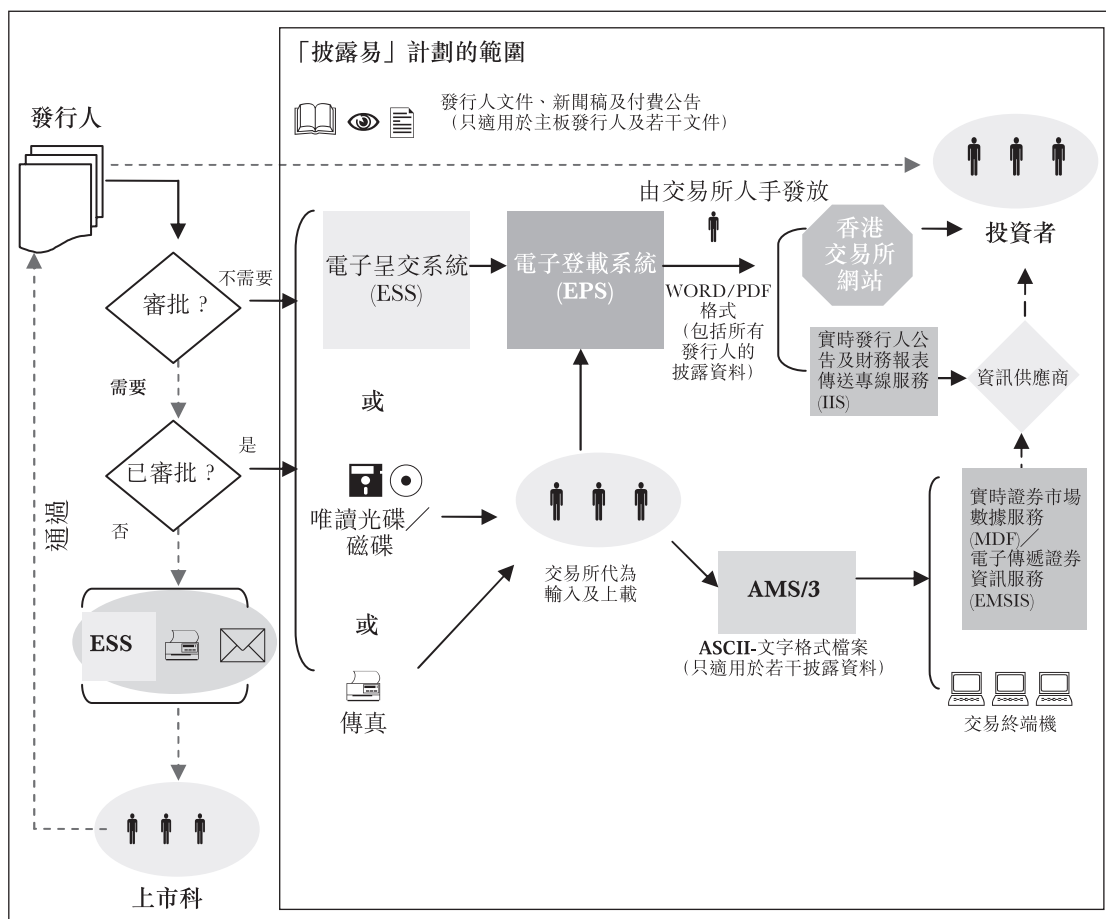 「披露易」計劃的範圍
發行人文件、新聞稿及付費公告
(只適用於主板發行人及若干文件)
發行人
投資者
由交易所人手發放
審批?
不需要
電子呈交系統
(ESS)
電子登載系統
(EPS)
WORD/PDF
格式
(包括所有
發行人的
披露資料)
香港
交易所
網站
實時發行人公
告及財務報表
傳送專線服務
(IIS)
資訊供應商
需要
或
已審批?
是
否
通過
唯讀光碟/
磁碟
交易所代為
輸入及上載
AMS/3
ASCII-文字格式檔案
(只適用於若干披露資料)
實時證券市場
數據服務
(MDF)/
電子傳遞證券
資訊服務
(EMSIS)
交易終端機
ESS
或
傳真
上市科